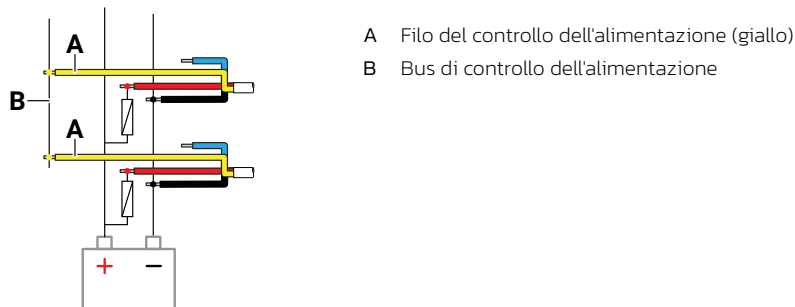 A
B
A
+ −
A Filo del controllo dell'alimentazione (giallo)
B Bus di controllo dell'alimentazione